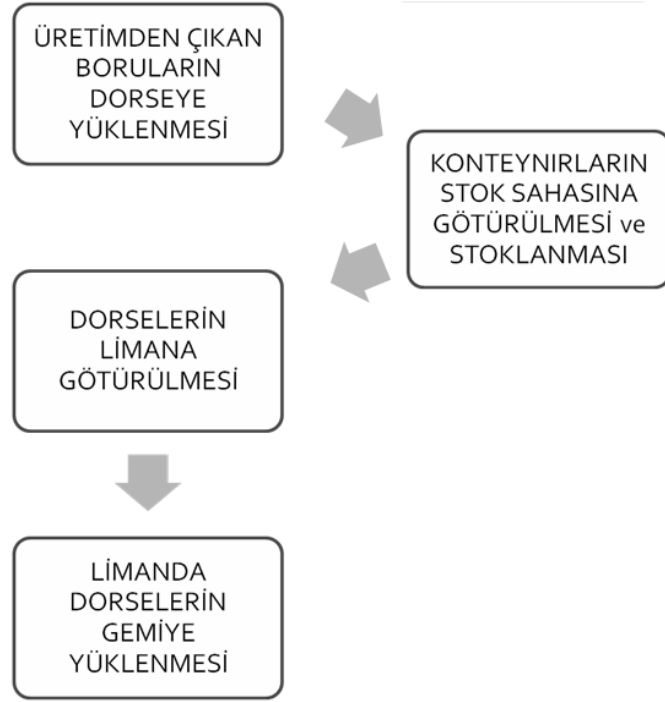 ÜRETİMDEN ÇIKAN
BORULARIN
DORSEYE
YÜKLENMESİ
KONTEYNIRLARIN
STOK SAHASINA
GÖTÜRÜLMESİ ve
STOKLANMASI
DORSELERİN
LİMANA
GÖTÜRÜLMESİ
LİMANDA
DORSELERİN
GEMİYE
YÜKLENMESİ